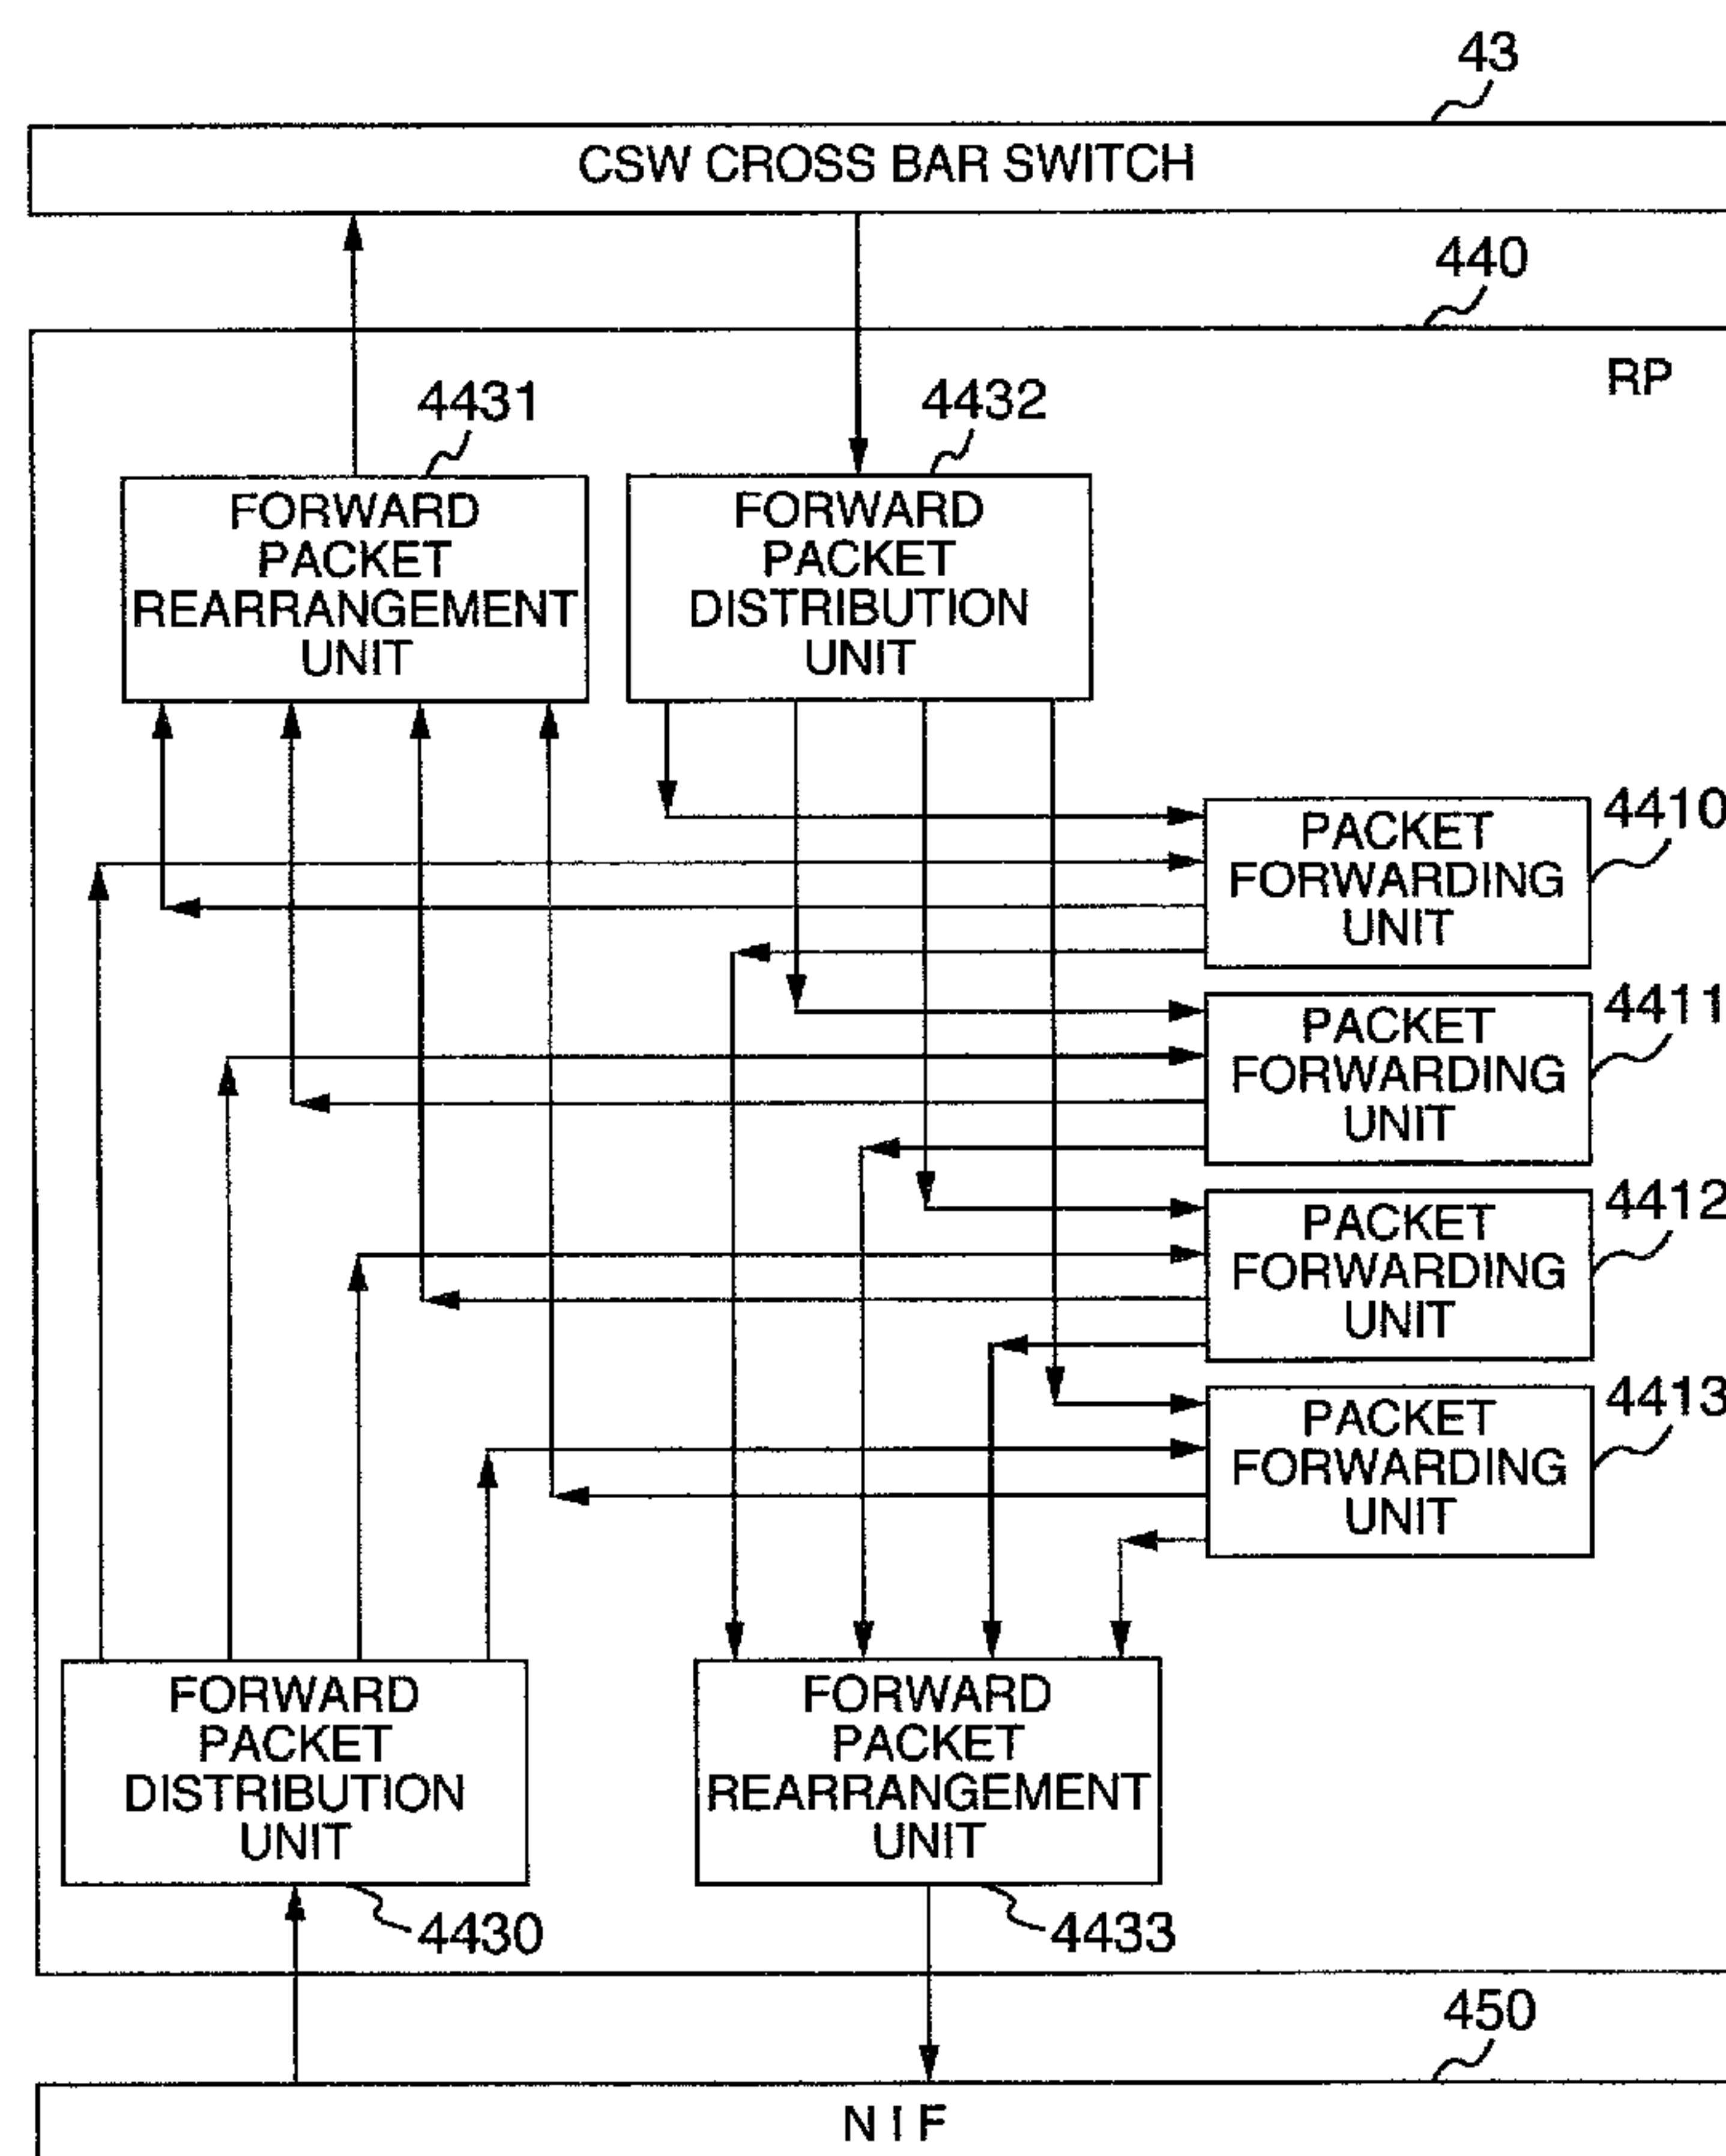 43
CSW CROSS BAR SWITCH
440
RP
4431
4432
FORWARD
PACKET
REARRANGEMENT
UNIT
FORWARD
PACKET
DISTRIBUTION
UNIT
4410
PACKET
FORWARDING
UNIT
4411
PACKET
FORWARDING
UNIT
4412
PACKET
FORWARDING
UNIT
4413
PACKET
FORWARDING
UNIT
FORWARD
PACKET
DISTRIBUTION
UNIT
FORWARD
PACKET
REARRANGEMENT
UNIT
4430
4433
450
NIF